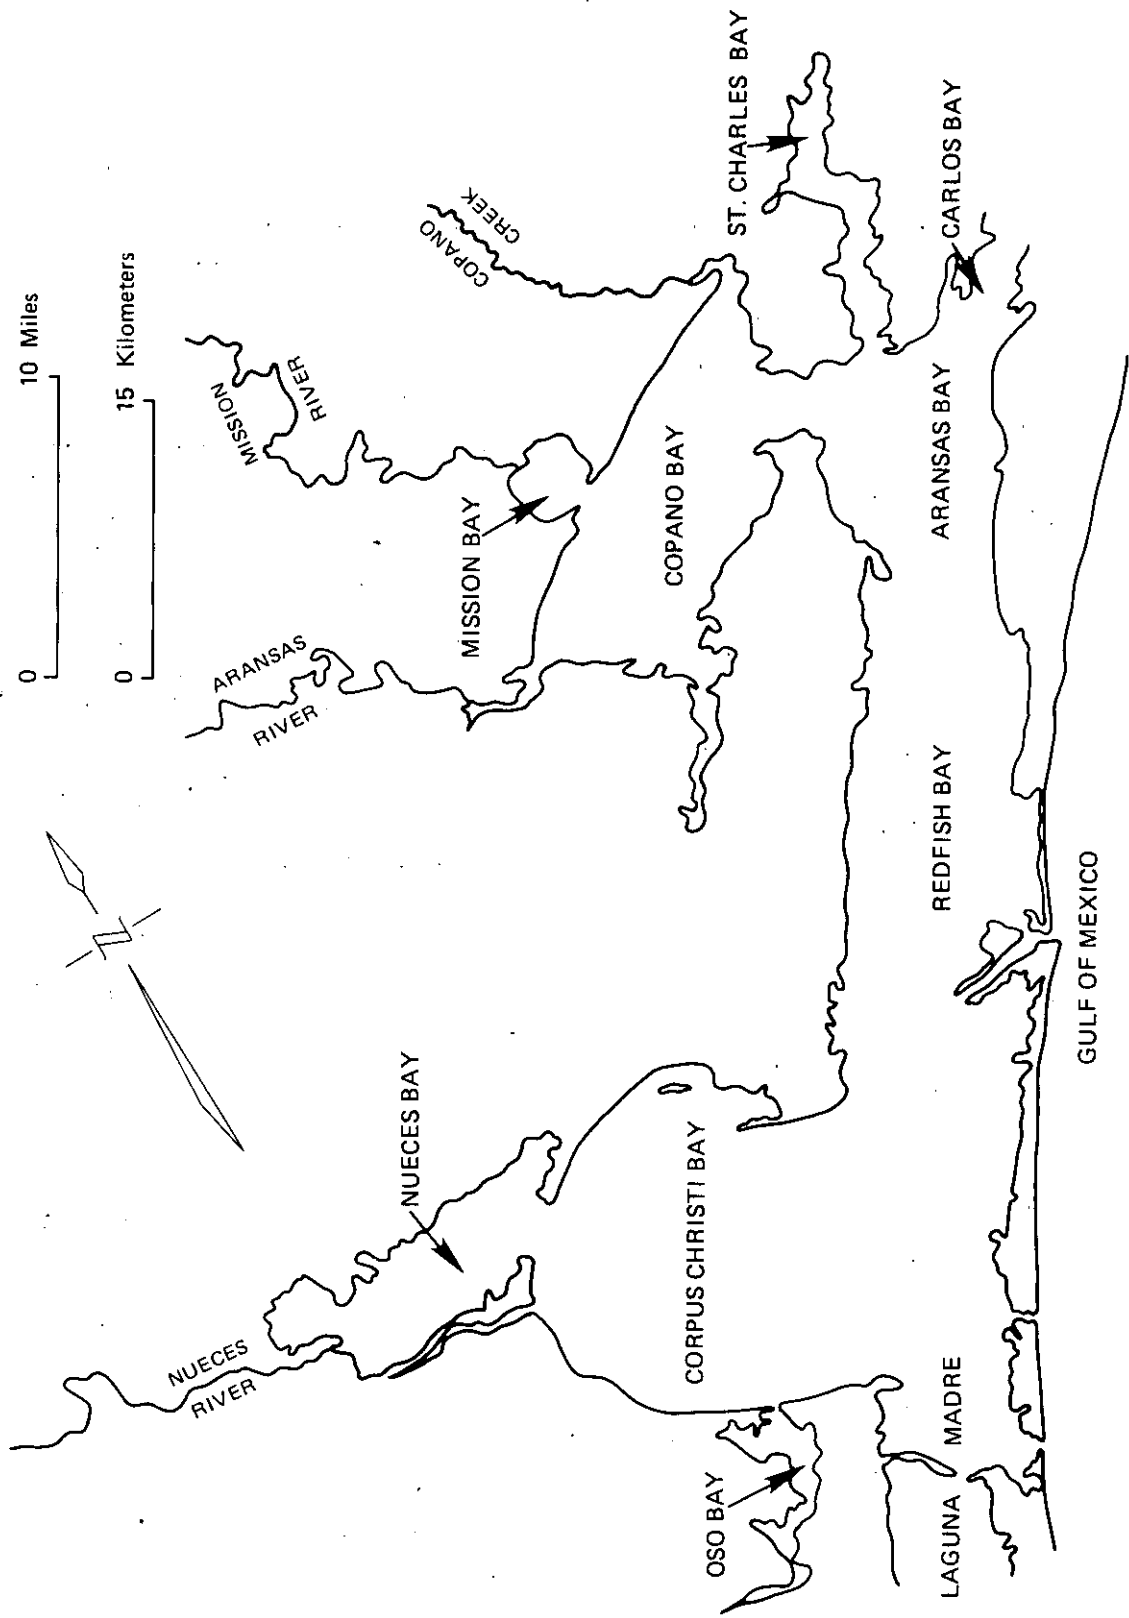 0 10 Miles
0 15 Kilometers
N
NUECES
RIVER
ARANSAS
RIVER
MISSION
RIVER
COPANO
CREEK
NUECES BAY
MISSION BAY
COPANO BAY
CORPUS CHRISTI BAY
OSO BAY
ST. CHARLES BAY
LAGUNA MADRE
REDFISH BAY
ARANSAS BAY
CARLOS BAY
GULF OF MEXICO